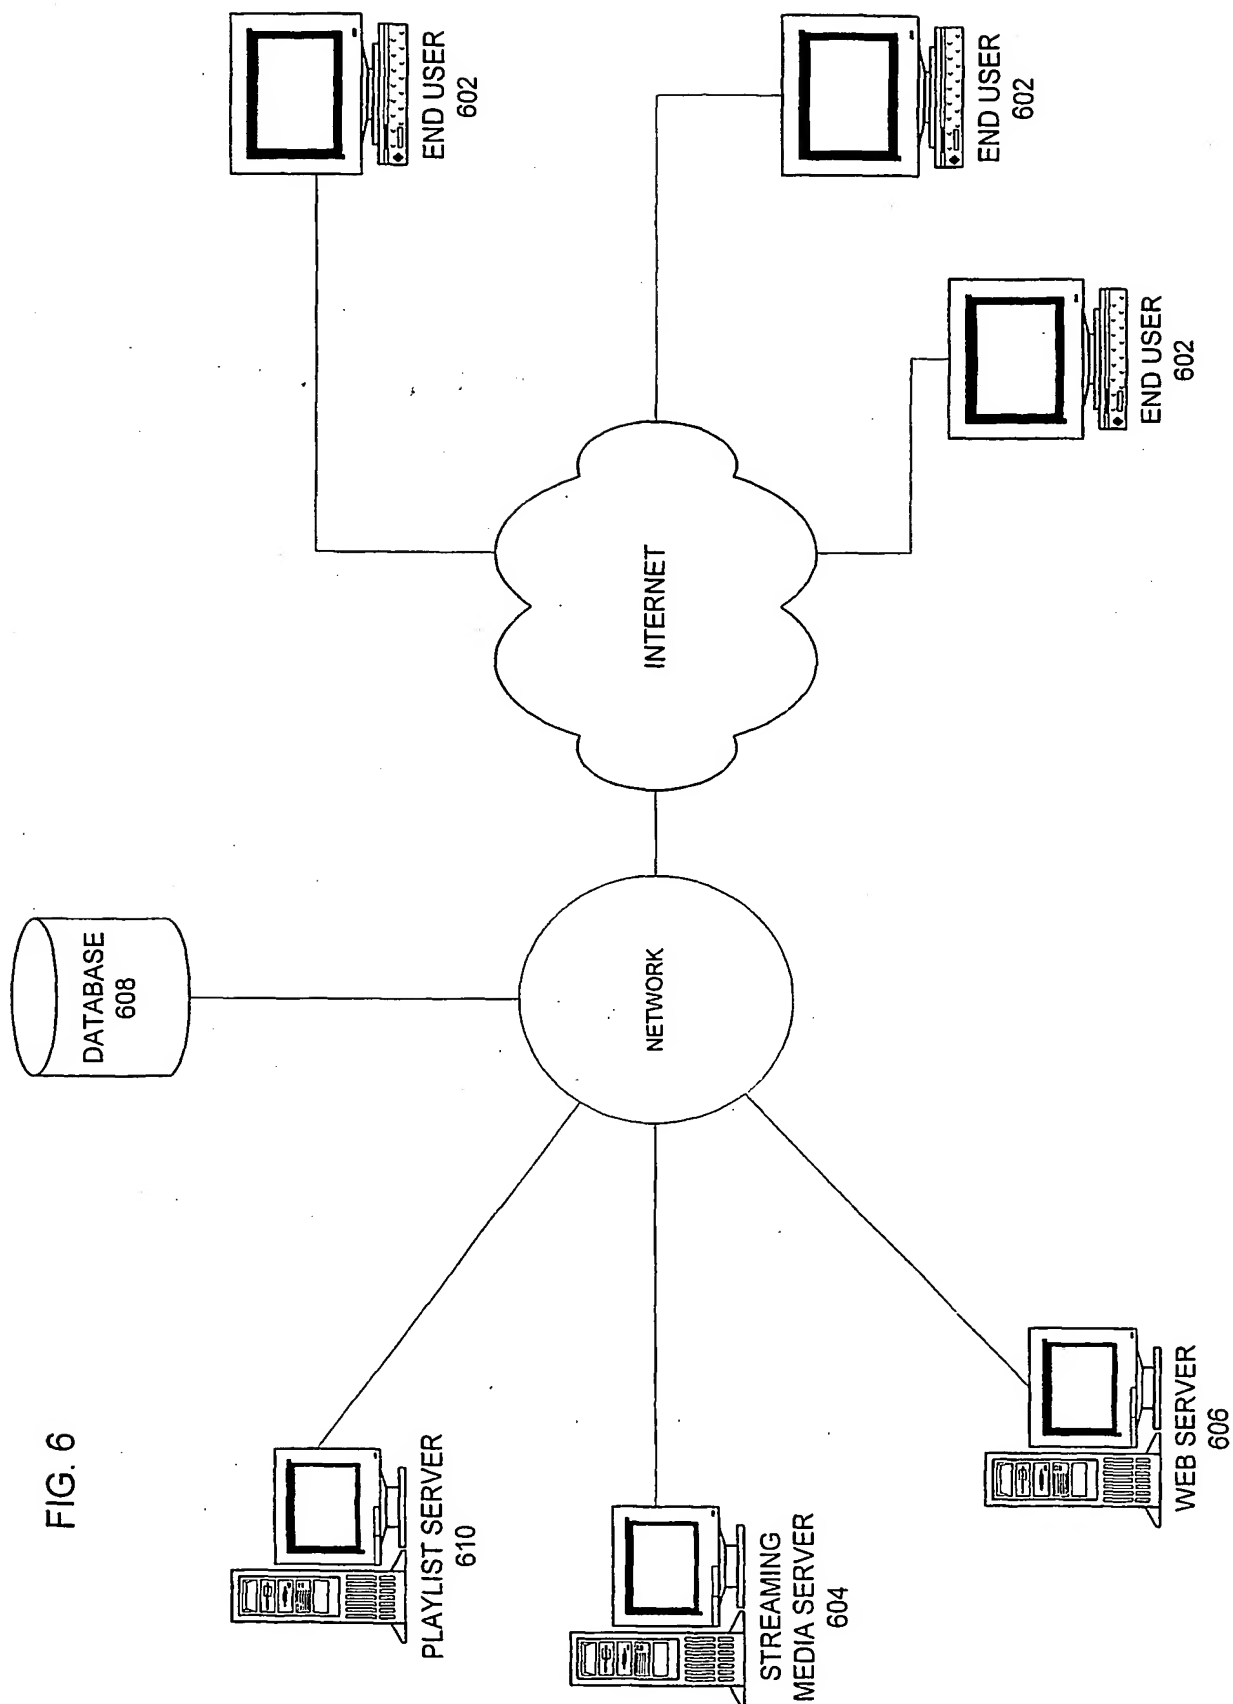 FIG. 6
PLAYLIST SERVER
610
STREAMING
MEDIA SERVER
604
WEB SERVER
606
DATABASE
608
NETWORK
INTERNET
END USER
602
END USER
602
END USER
602